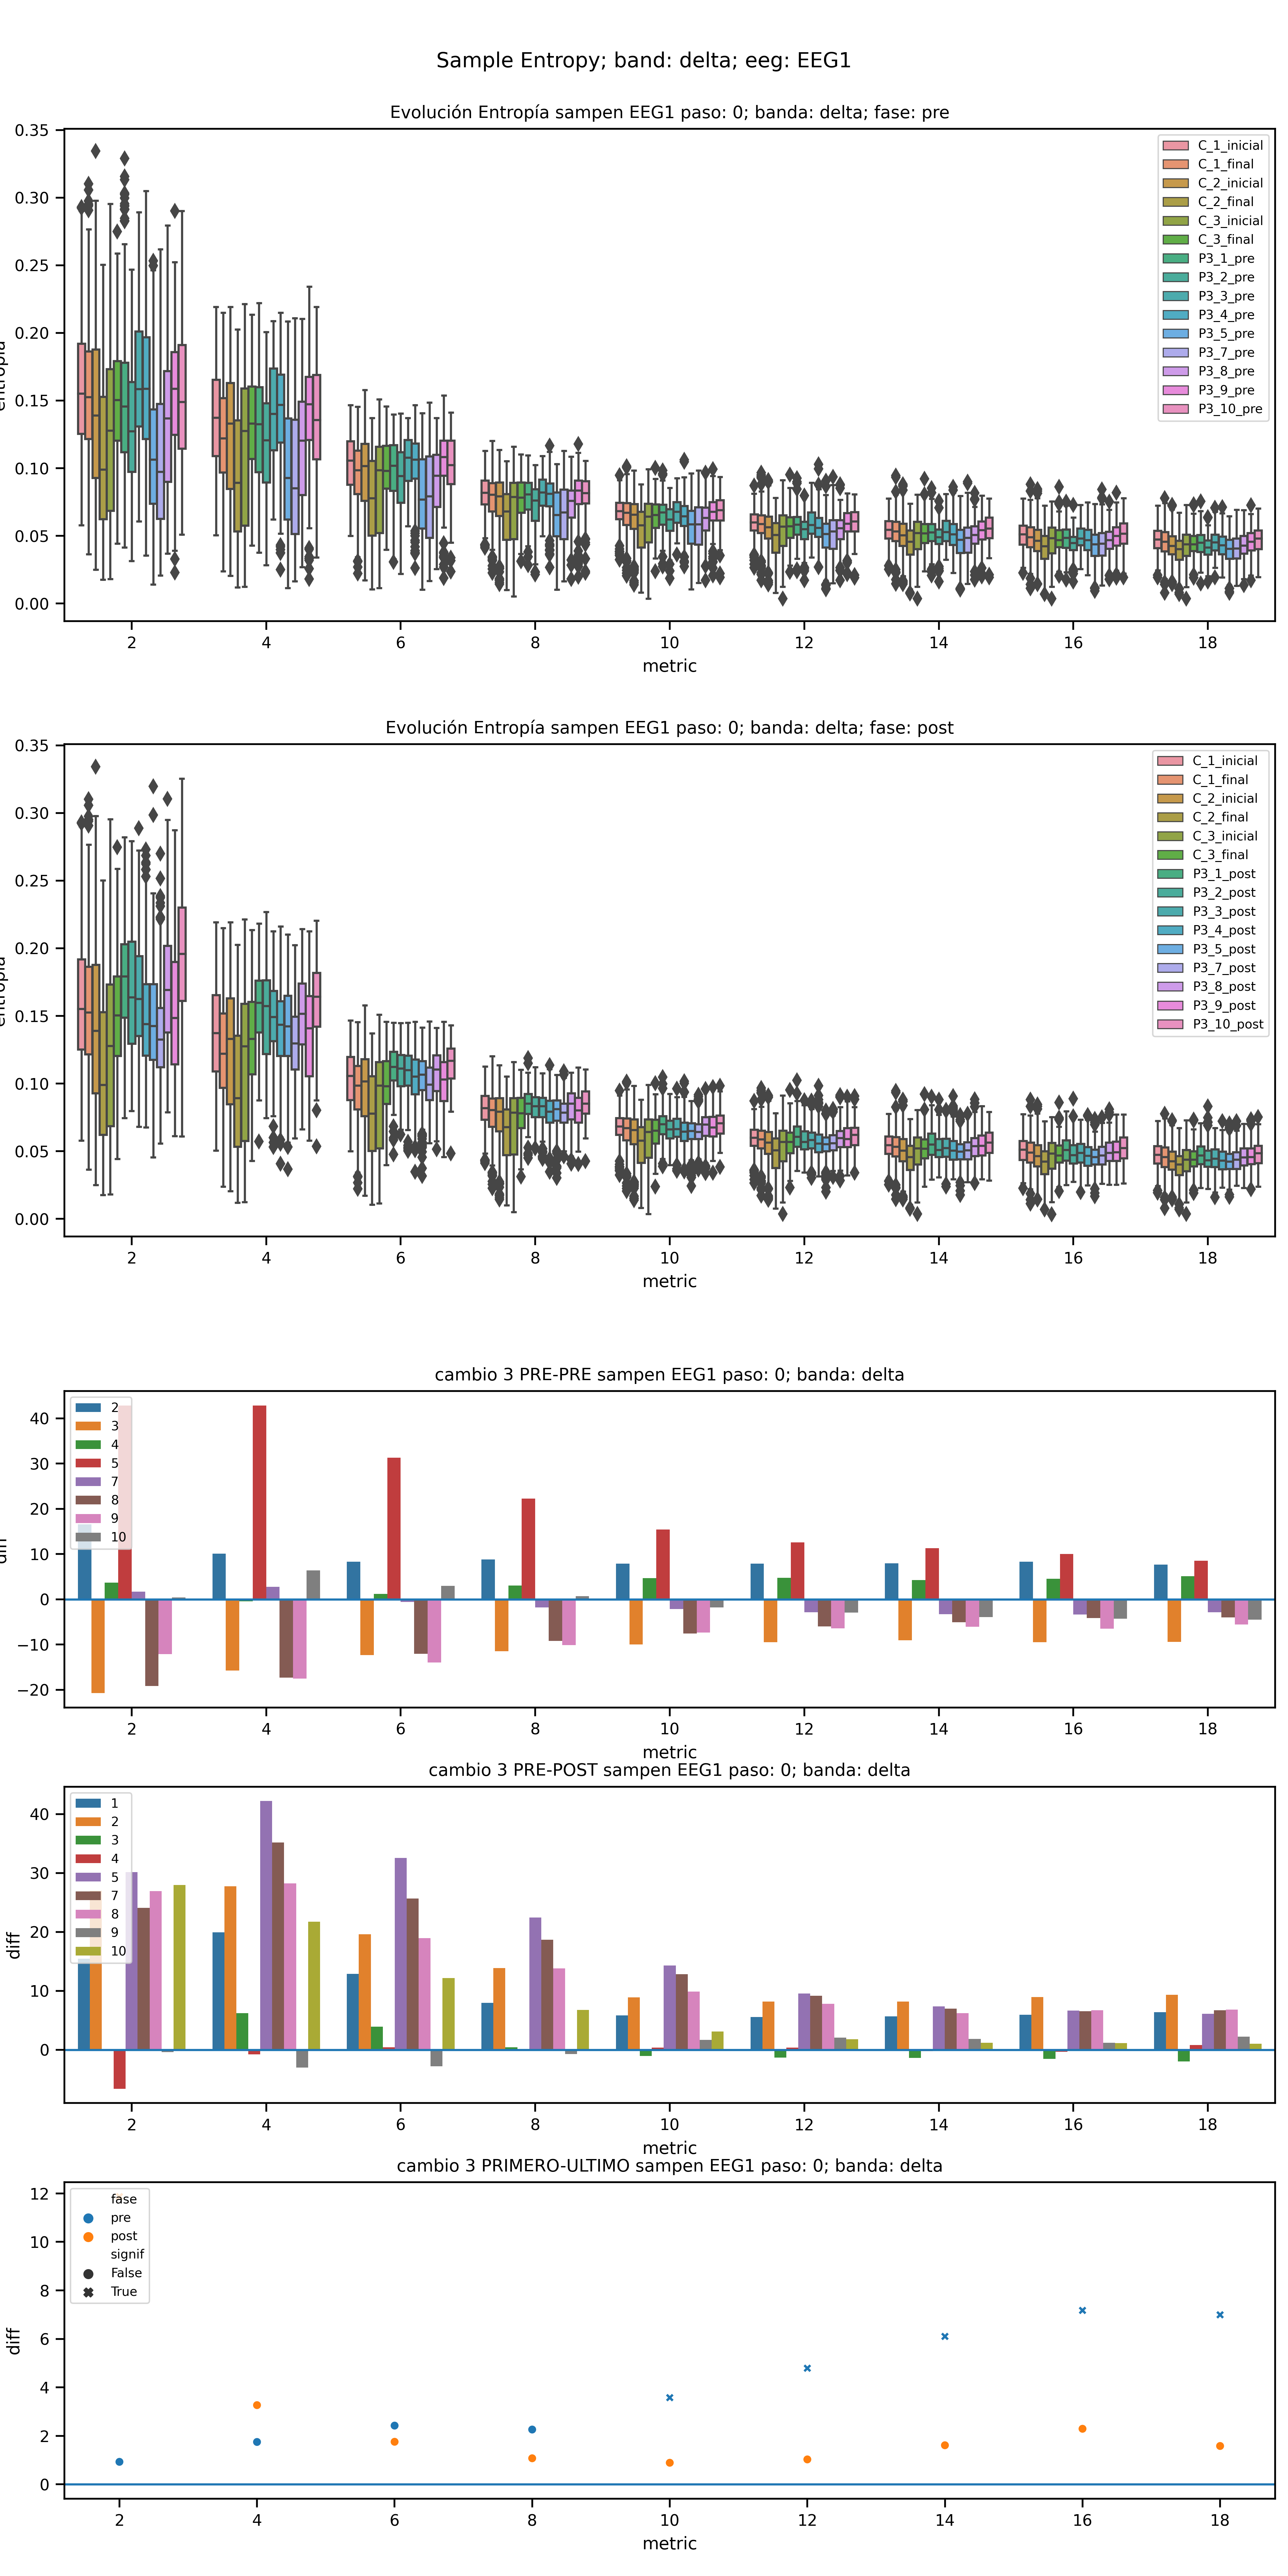 Sample Entropy; band: delta; eeg: EEG1
Evolución Entropía sampen EEG1 paso: 0; banda: delta; fase: pre
0.35
0.30
0.25
0.20
0.15
0.10
0.05
0.00
C_1_inicial
C_1_final
C_2_inicial
C_2_final
C_3_inicial
C_3_final
P3_1_pre
P3_2_pre
P3_3_pre
P3_4_pre
P3_5_pre
P3_7_pre
P3_8_pre
P3_9_pre
P3_10_pre
2 4 6 8 10 12 14 16 18
metric
Evolución Entropía sampen EEG1 paso: 0; banda: delta; fase: post
0.35
0.30
0.25
0.20
0.15
0.10
0.05
0.00
C_1_inicial
C_1_final
C_2_inicial
C_2_final
C_3_inicial
C_3_final
P3_1_post
P3_2_post
P3_3_post
P3_4_post
P3_5_post
P3_7_post
P3_8_post
P3_9_post
P3_10_post
2 4 6 8 10 12 14 16 18
metric
cambio 3 PRE-PRE sampen EEG1 paso: 0; banda: delta
40
30
20
10
0
−10
−20
2
3
4
5
7
8
9
10
2 4 6 8 10 12 14 16 18
metric
cambio 3 PRE-POST sampen EEG1 paso: 0; banda: delta
diff
40
30
20
10
0
1
2
3
4
5
7
8
9
10
2 4 6 8 10 12 14 16 18
metric
cambio 3 PRIMERO-ULTIMO sampen EEG1 paso: 0; banda: delta
diff
12
10
8
6
4
2
0
fase
pre
post
signif
False
True
2 4 6 8 10 12 14 16 18
metric